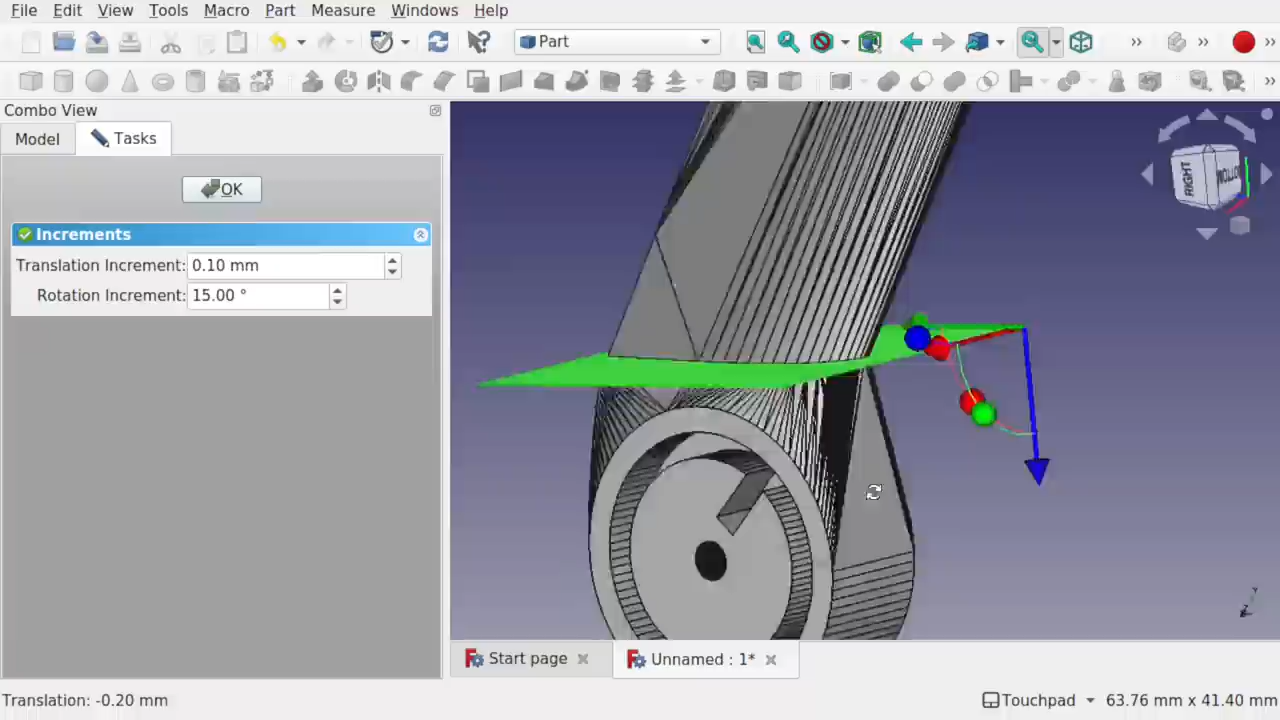 File Edit View Tools Macro Part Measure Windows Help
Part
Combo View
Model Tasks
OK
Increments
Translation Increment: 0.10 mm
Rotation Increment: 15.00 °
RIGHT
BOTTOM
Start page
Unnamed : 1*
Translation: -0.20 mm
Touchpad
63.76 mm x 41.40 mm